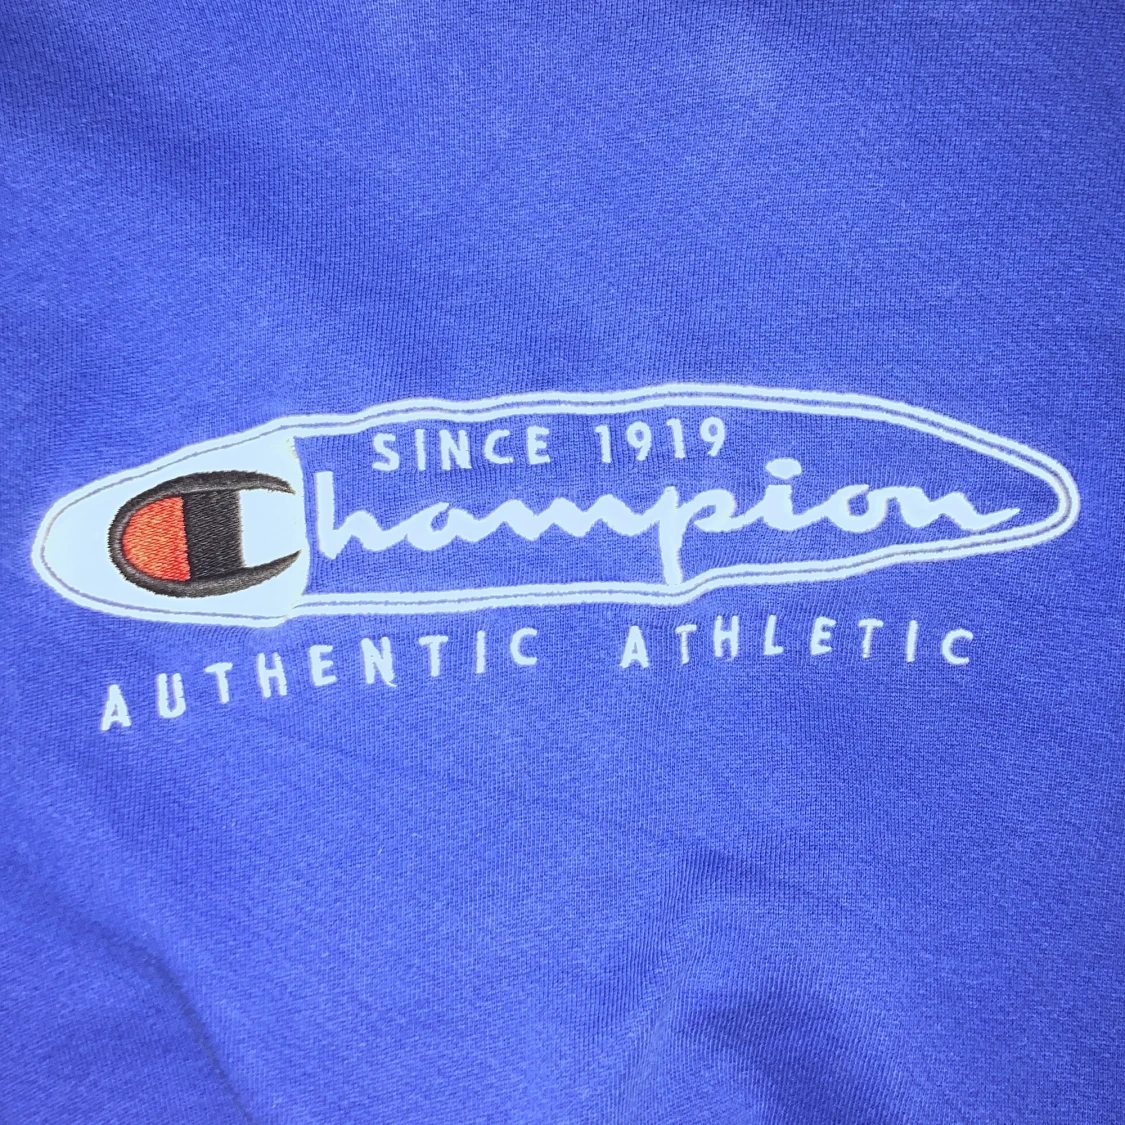 SINCE 1919
Champion
AUTHENTIC ATHLETIC